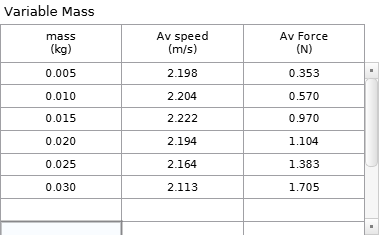 Variable Mass
mass Av speed Av Force
(kg) (m/s) (N)
0.005 2.198 0.353
0.010 2.204 0.570
0.015 2.222 0.970
0.020 2.194 1.104
0.025 2.164 1.383
0.030 2.113 1.705